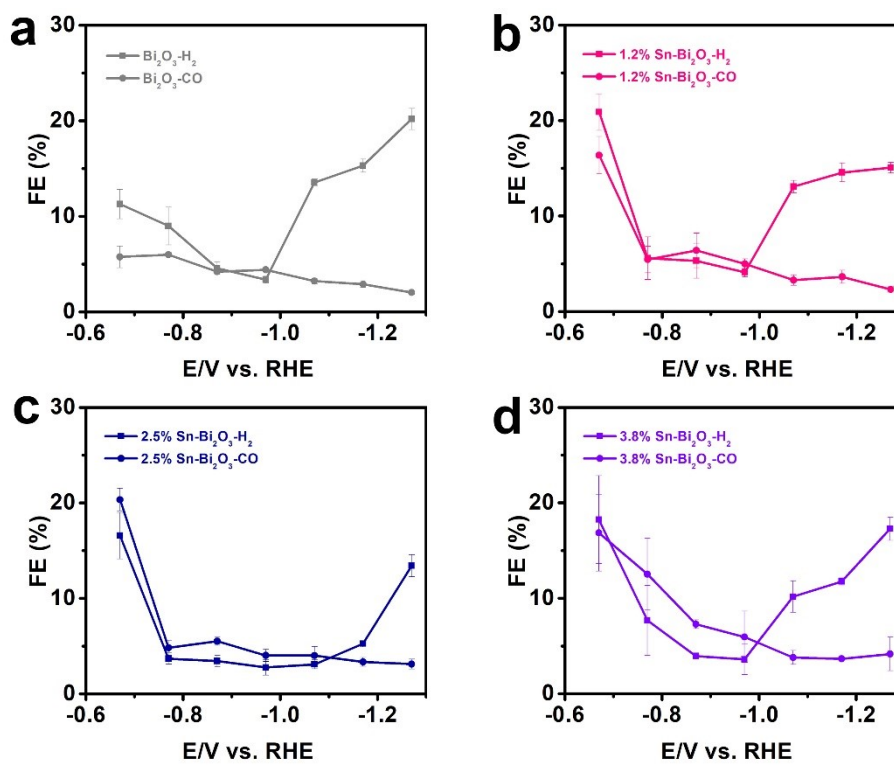 a
30
20
10
0
FE (%)
Bi₂O₃-H₂
Bi₂O₃-CO
-0.6 -0.8 -1.0 -1.2
E/V vs. RHE
b
30
20
10
0
FE (%)
1.2% Sn-Bi₂O₃-H₂
1.2% Sn-Bi₂O₃-CO
-0.6 -0.8 -1.0 -1.2
E/V vs. RHE
c
30
20
10
0
FE (%)
2.5% Sn-Bi₂O₃-H₂
2.5% Sn-Bi₂O₃-CO
-0.6 -0.8 -1.0 -1.2
E/V vs. RHE
d
30
20
10
0
FE (%)
3.8% Sn-Bi₂O₃-H₂
3.8% Sn-Bi₂O₃-CO
-0.6 -0.8 -1.0 -1.2
E/V vs. RHE